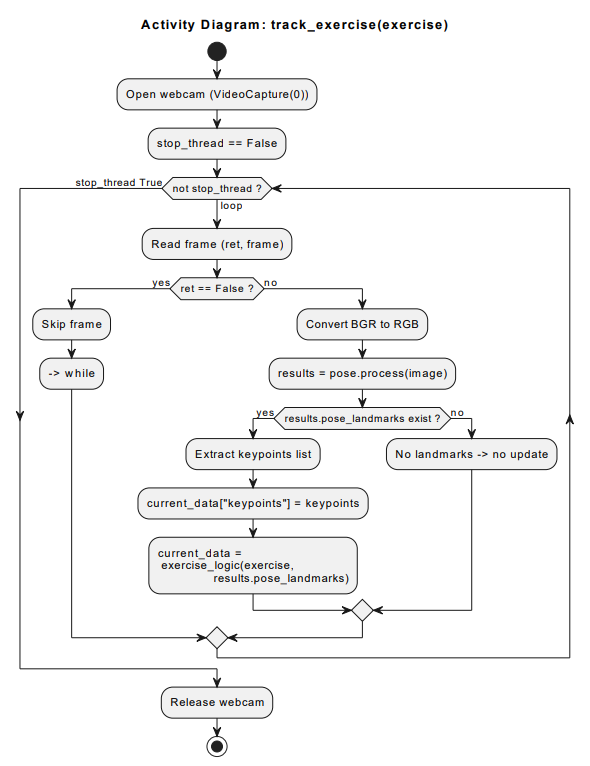 Activity Diagram: track_exercise(exercise)
Open webcam (VideoCapture(0))
stop_thread == False
stop_thread True
not stop_thread ?
loop
Read frame (ret, frame)
yes
ret == False ?
no
Skip frame
-> while
Convert BGR to RGB
results = pose.process(image)
yes
results.pose_landmarks exist ?
no
Extract keypoints list
No landmarks -> no update
current_data["keypoints"] = keypoints
current_data =
exercise_logic(exercise,
results.pose_landmarks)
Release webcam